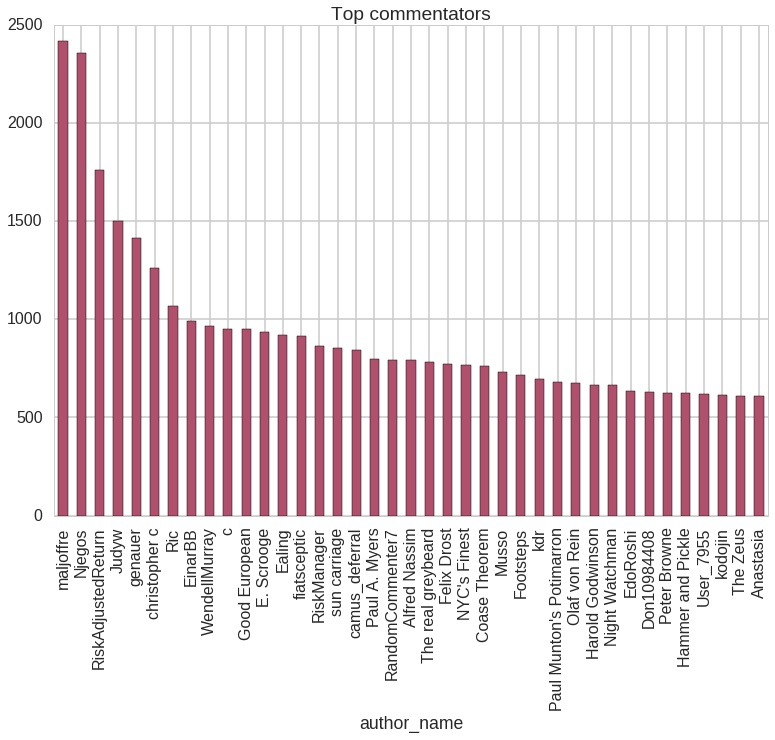 Top commentators
2500
2000
1500
1000
500
0
maljoffre
Njegos
RiskAdjustedReturn
Judyw
genauer
christopher c
Ric
EinarBB
WendellMurray
c
Good European
E. Scrooge
Ealing
fiatsceptic
RiskManager
sun carriage
camus_deferral
Paul A. Myers
RandomCommenter7
Alfred Nassim
The real greybeard
Felix Drost
NYC's Finest
Coase Theorem
Musso
Footsteps
kdr
Paul Munton's Potimarron
Olaf von Rein
Harold Godwinson
Night Watchman
EdoRoshi
Don10984408
Peter Browne
Hammer and Pickle
User_7955
kodojin
The Zeus
Anastasia
author_name